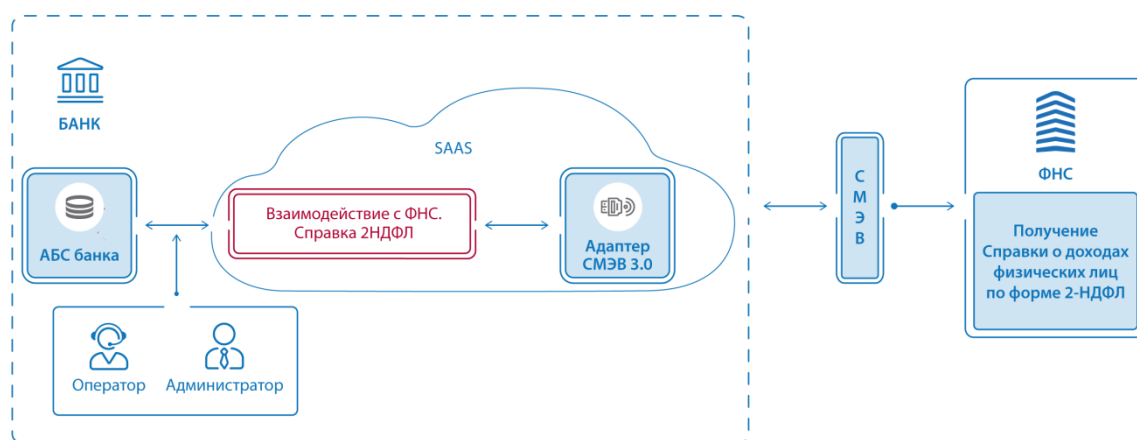 БАНК
SAAS
АБС банка
Взаимодействие с ФНС.
Справка 2НДФЛ
Адаптер
СМЭВ 3.0
Оператор
Администратор
С
М
Э
В
ФНС
Получение
Справки о доходах
физических лиц
по форме 2-НДФЛ